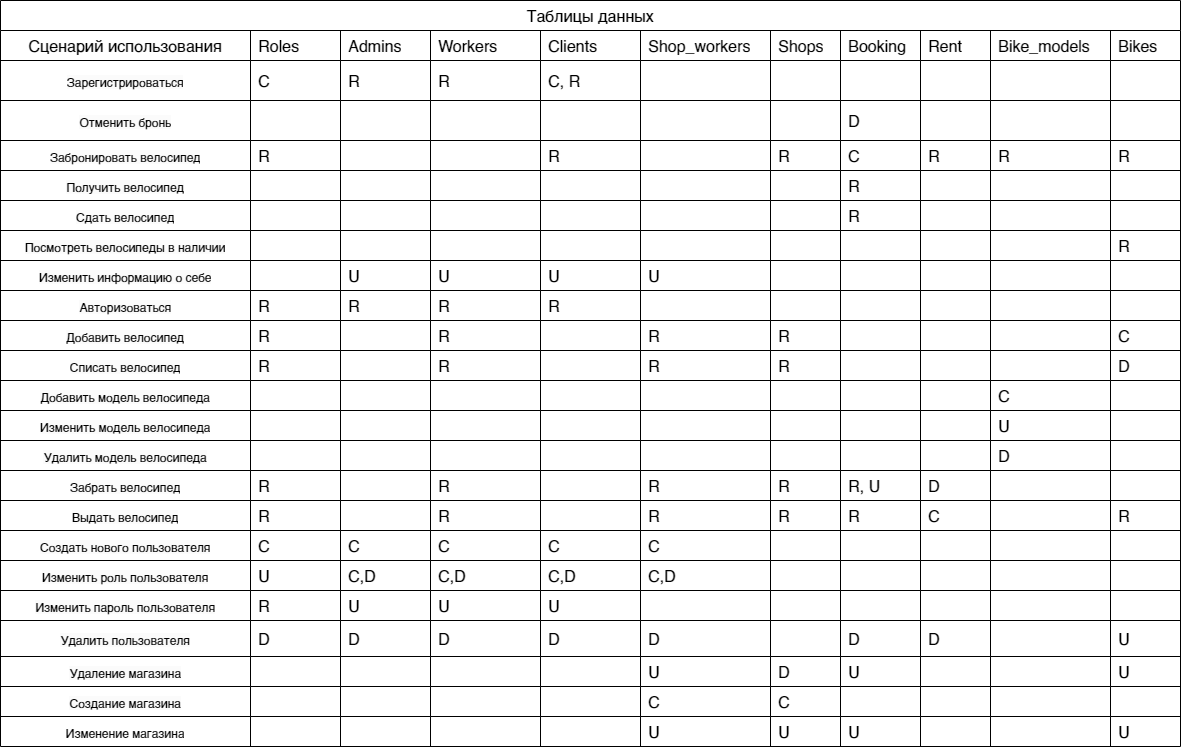 Таблицы данных
Сценарий использования Roles Admins Workers Clients Shop_workers Shops Booking Rent Bike_models Bikes
Зарегистрироваться C R R C, R
Отменить бронь D
Забронировать велосипед R R R C R R R
Получить велосипед R
Сдать велосипед R
Посмотреть велосипеды в наличии R
Изменить информацию о себе U U U U
Авторизоваться R R R R
Добавить велосипед R R R R C
Списать велосипед R R R R D
Добавить модель велосипеда C
Изменить модель велосипеда U
Удалить модель велосипеда D
Забрать велосипед R R R R R, U D
Выдать велосипед R R R R R C R
Создать нового пользователя C C C C C
Изменить роль пользователя U C,D C,D C,D C,D
Изменить пароль пользователя R U U U
Удалить пользователя D D D D D D D U
Удаление магазина U D U U
Создание магазина C C
Изменение магазина U U U U